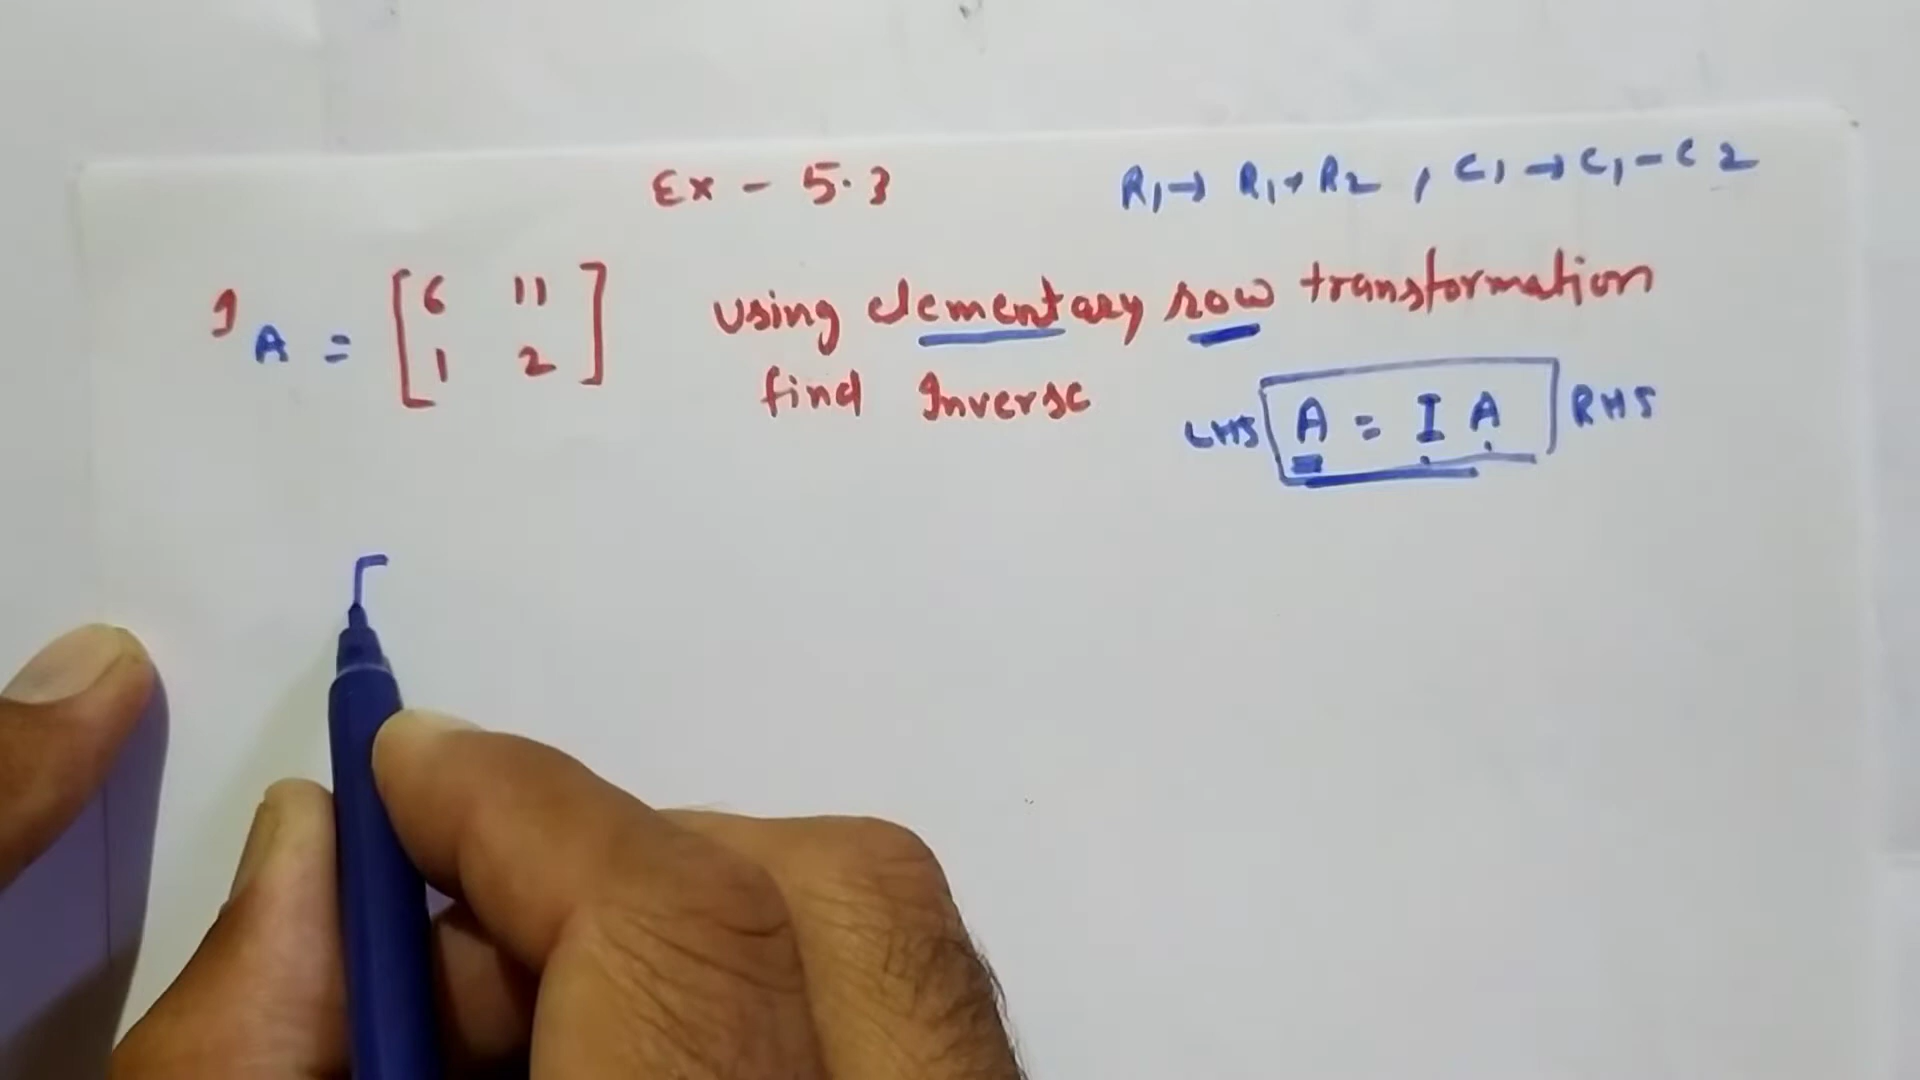 Ex - 5.3
R1→ R1+R2 , C1→C1-C2
1 A = [6 11
1 2]
using elementary row transformation
find Inverse
LHS A = I A RHS